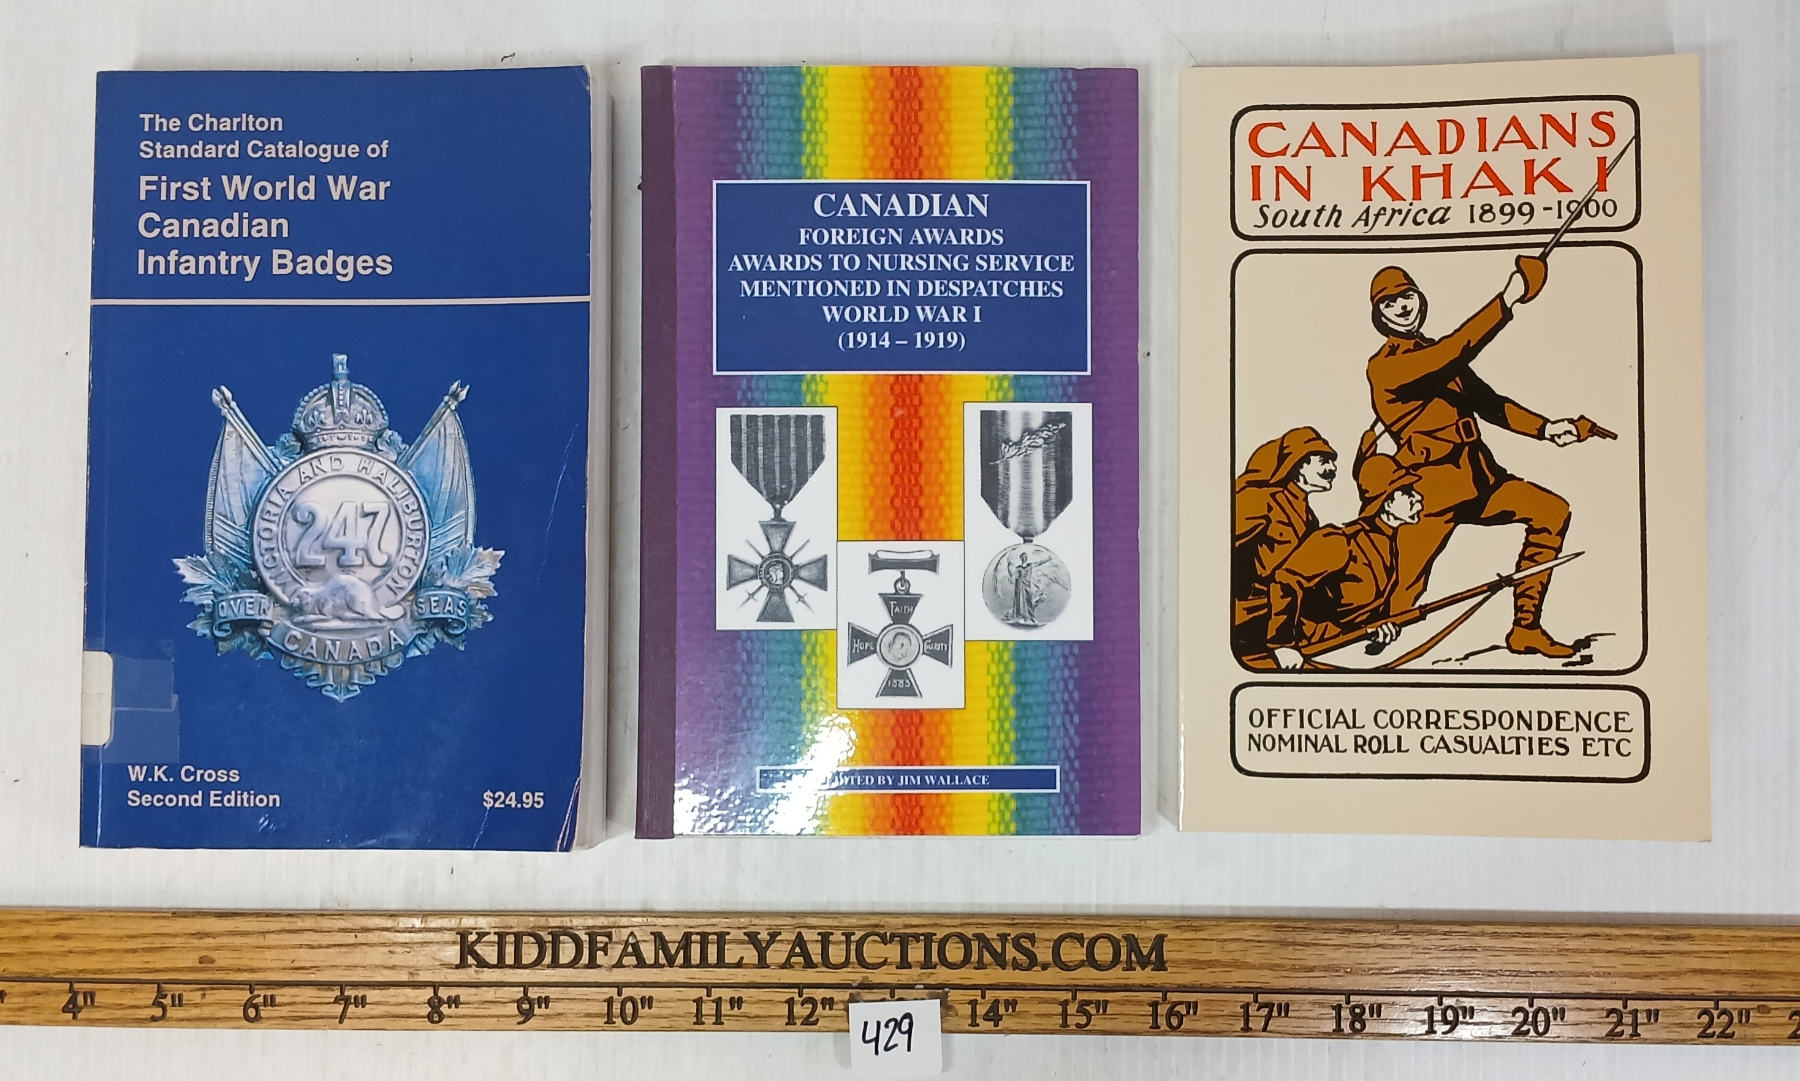 The Charlton
Standard Catalogue of
First World War
Canadian
Infantry Badges
VICTORIA AND HALIBURTON
247
OVER SEAS
CANADA
W.K. Cross
Second Edition
$24.95
CANADIAN
FOREIGN AWARDS
AWARDS TO NURSING SERVICE
MENTIONED IN DESPATCHES
WORLD WAR I
(1914 – 1919)
FAITH
HOPE CHARITY
1883
BY JIM WALLACE
CANADIANS
IN KHAKI
South Africa 1899-1900
OFFICIAL CORRESPONDENCE
NOMINAL ROLL CASUALTIES ETC
KIDDFAMILYAUCTIONS.COM
4" 5" 6" 7" 8" 9" 10" 11" 12" 14" 15" 16" 17" 18" 19" 20" 21" 22"
429